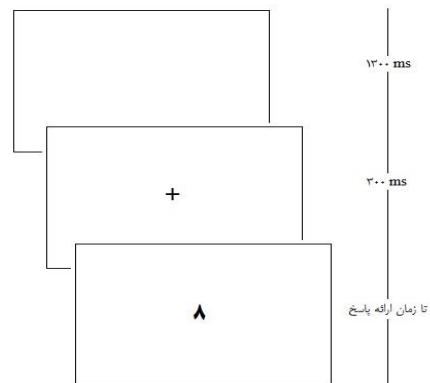 ۱۳۰۰ ms
+
۳۰۰ ms
۸
تا زمان ارائه پاسخ